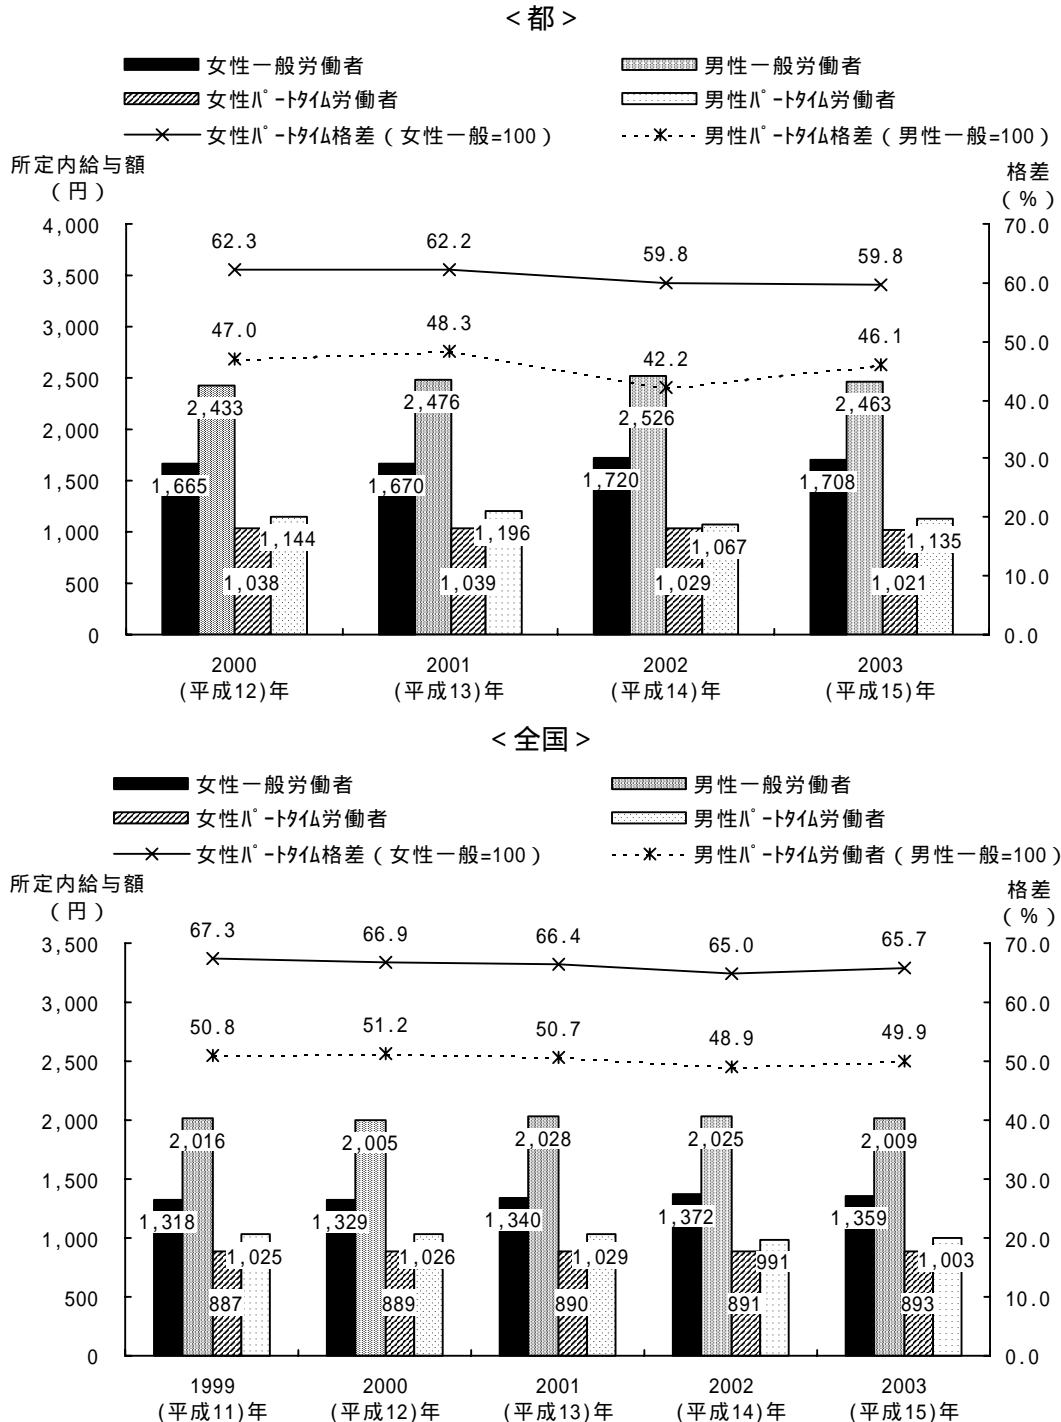 ＜都＞
女性一般労働者 男性一般労働者
女性ﾊﾟｰﾄﾀｲﾑ労働者 男性ﾊﾟｰﾄﾀｲﾑ労働者
女性ﾊﾟｰﾄﾀｲﾑ格差（女性一般=100） 男性ﾊﾟｰﾄﾀｲﾑ格差（男性一般=100）
所定内給与額 格差
（円） （％）
4,000 70.0
62.3 62.2 59.8 59.8
3,500 60.0
3,000 50.0
47.0 48.3 42.2 46.1
2,500 40.0
2,433 2,476 2,526 2,463
2,000 30.0
1,665 1,670 1,720 1,708
1,500 20.0
1,144 1,196 1,067 1,135
1,000 10.0
1,038 1,039 1,029 1,021
500
0 0.0
2000 2001 2002 2003
(平成12)年 (平成13)年 (平成14)年 (平成15)年
＜全国＞
女性一般労働者 男性一般労働者
女性ﾊﾟｰﾄﾀｲﾑ労働者 男性ﾊﾟｰﾄﾀｲﾑ労働者
女性ﾊﾟｰﾄﾀｲﾑ格差（女性一般=100） 男性ﾊﾟｰﾄﾀｲﾑ労働者（男性一般=100）
所定内給与額 格差
（円） （％）
67.3 66.9 66.4 65.0 65.7
3,500 70.0
3,000 60.0
50.8 51.2 50.7 48.9 49.9
2,500 50.0
2,000 40.0
2,016 2,005 2,028 2,025 2,009
1,500 30.0
1,318 1,329 1,340 1,372 1,359
1,000 20.0
1,025 1,026 1,029 991 1,003
500 10.0
887 889 890 891 893
0 0.0
1999 2000 2001 2002 2003
(平成11)年 (平成12)年 (平成13)年 (平成14)年 (平成15)年